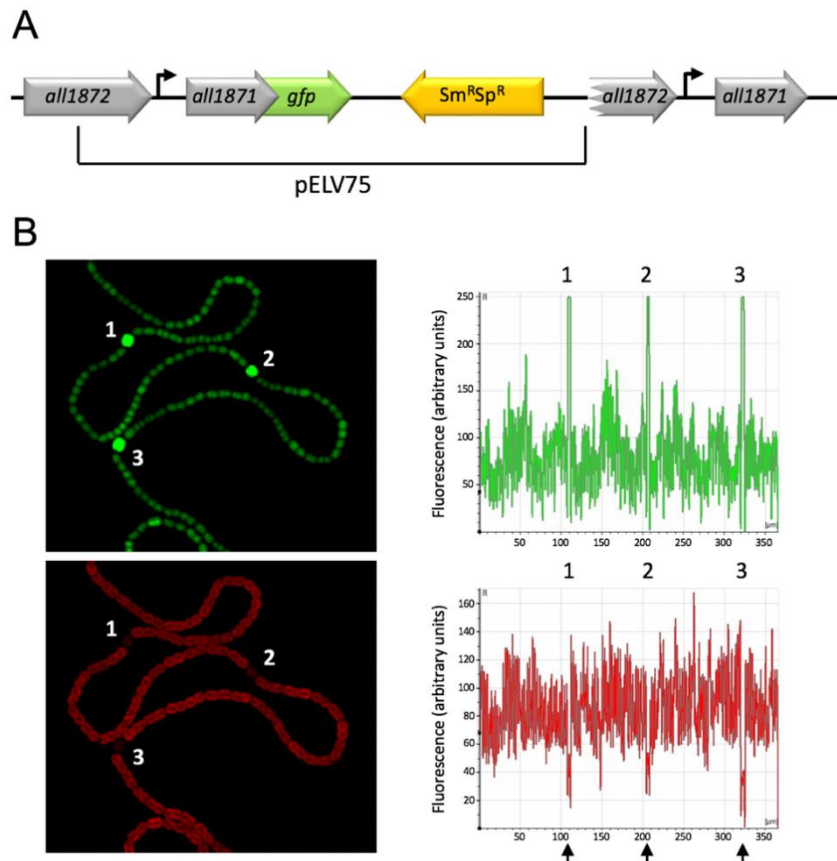 A
all1872 all1871 gfp SmRSpR all1872 all1871
pELV75
B
1 2 3
1
2
3
Fluorescence (arbitrary units)
250
200
150
100
50
[µm]
50 100 150 200 250 300 350
1 2 3
1
2
3
Fluorescence (arbitrary units)
160
140
120
100
80
60
40
20
[µm]
50 100 150 200 250 300 350